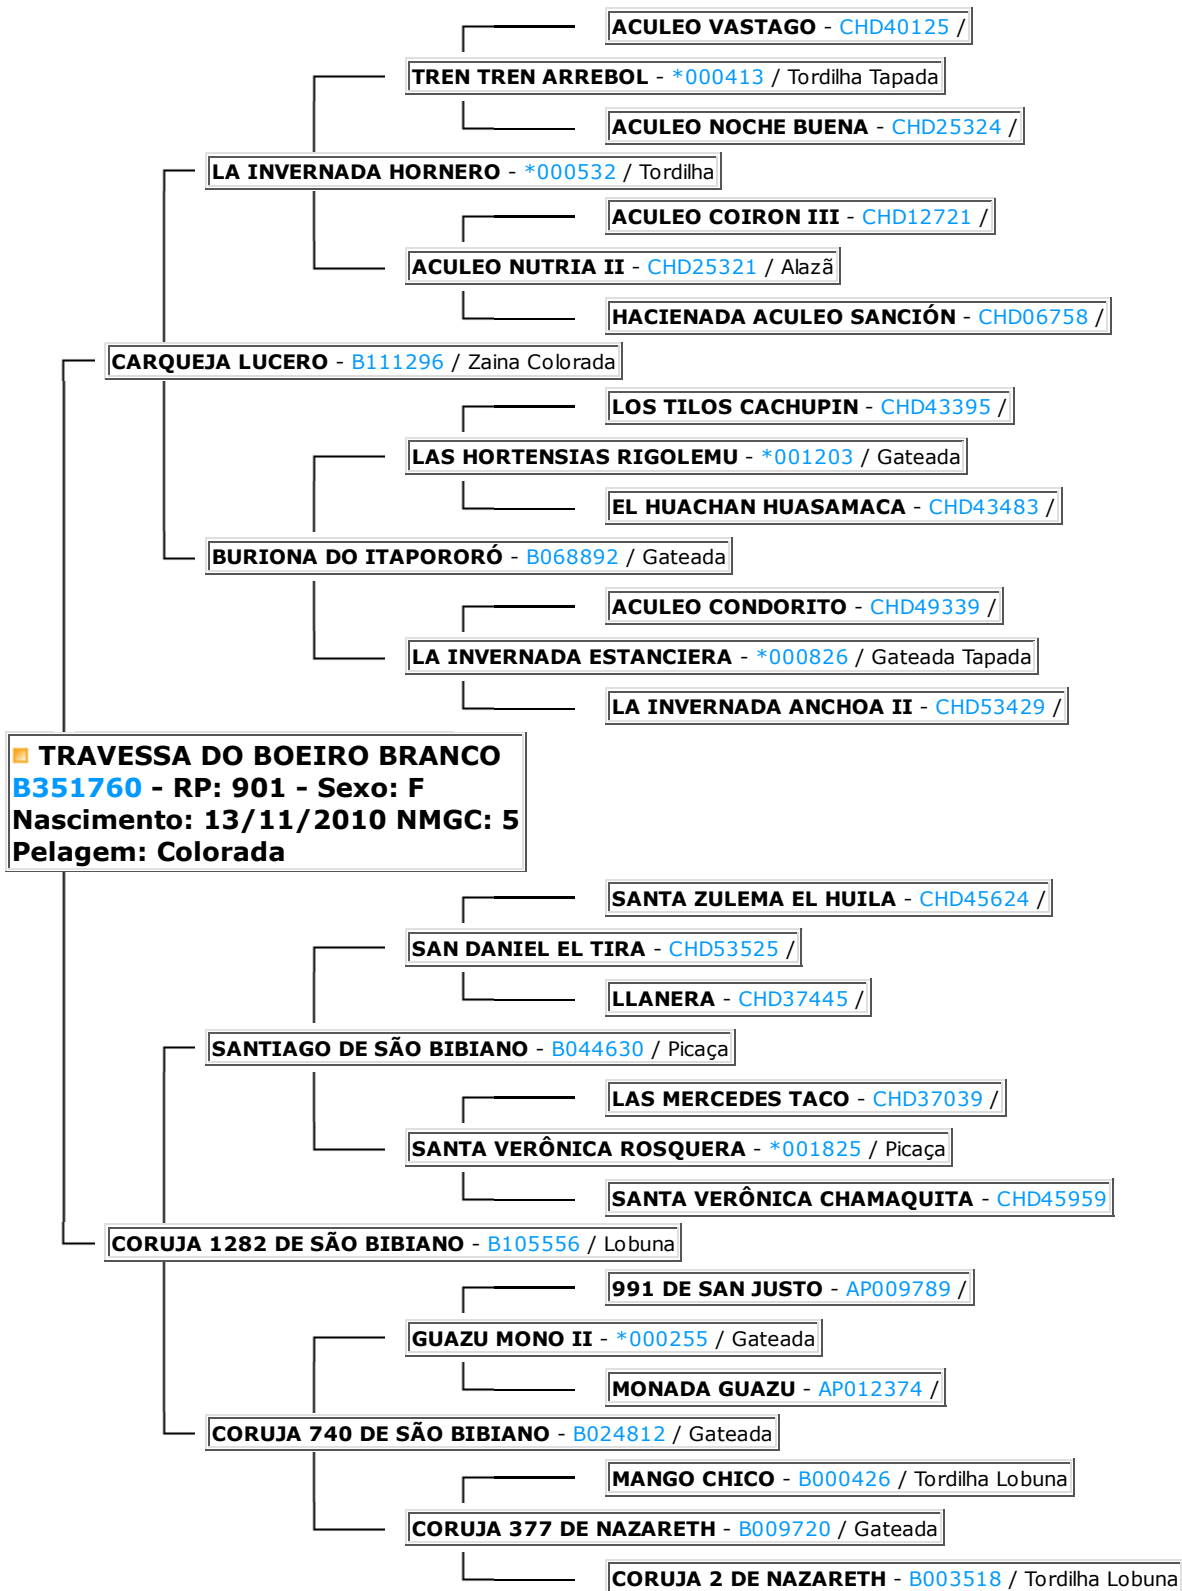 ACULEO VASTAGO - CHD40125 /
TREN TREN ARREBOL - *000413 / Tordilha Tapada
ACULEO NOCHE BUENA - CHD25324 /
LA INVERNADA HORNERO - *000532 / Tordilha
ACULEO COIRON III - CHD12721 /
ACULEO NUTRIA II - CHD25321 / Alazã
HACIENADA ACULEO SANCIÓN - CHD06758 /
CARQUEJA LUCERO - B111296 / Zaina Colorada
LOS TILOS CACHUPIN - CHD43395 /
LAS HORTENSIAS RIGOLEMU - *001203 / Gateada
EL HUACHAN HUASAMACA - CHD43483 /
BURIONA DO ITAPORORÓ - B068892 / Gateada
ACULEO CONDORITO - CHD49339 /
LA INVERNADA ESTANCIERA - *000826 / Gateada Tapada
LA INVERNADA ANCHOA II - CHD53429 /
TRAVESSA DO BOEIRO BRANCO
B351760 - RP: 901 - Sexo: F
Nascimento: 13/11/2010 NMGC: 5
Pelagem: Colorada
SANTA ZULEMA EL HUILA - CHD45624 /
SAN DANIEL EL TIRA - CHD53525 /
LLANERA - CHD37445 /
SANTIAGO DE SÃO BIBIANO - B044630 / Picaça
LAS MERCEDES TACO - CHD37039 /
SANTA VERÔNICA ROSQUERA - *001825 / Picaça
SANTA VERÔNICA CHAMAQUITA - CHD45959
CORUJA 1282 DE SÃO BIBIANO - B105556 / Lobuna
991 DE SAN JUSTO - AP009789 /
GUAZU MONO II - *000255 / Gateada
MONADA GUAZU - AP012374 /
CORUJA 740 DE SÃO BIBIANO - B024812 / Gateada
MANGO CHICO - B000426 / Tordilha Lobuna
CORUJA 377 DE NAZARETH - B009720 / Gateada
CORUJA 2 DE NAZARETH - B003518 / Tordilha Lobuna